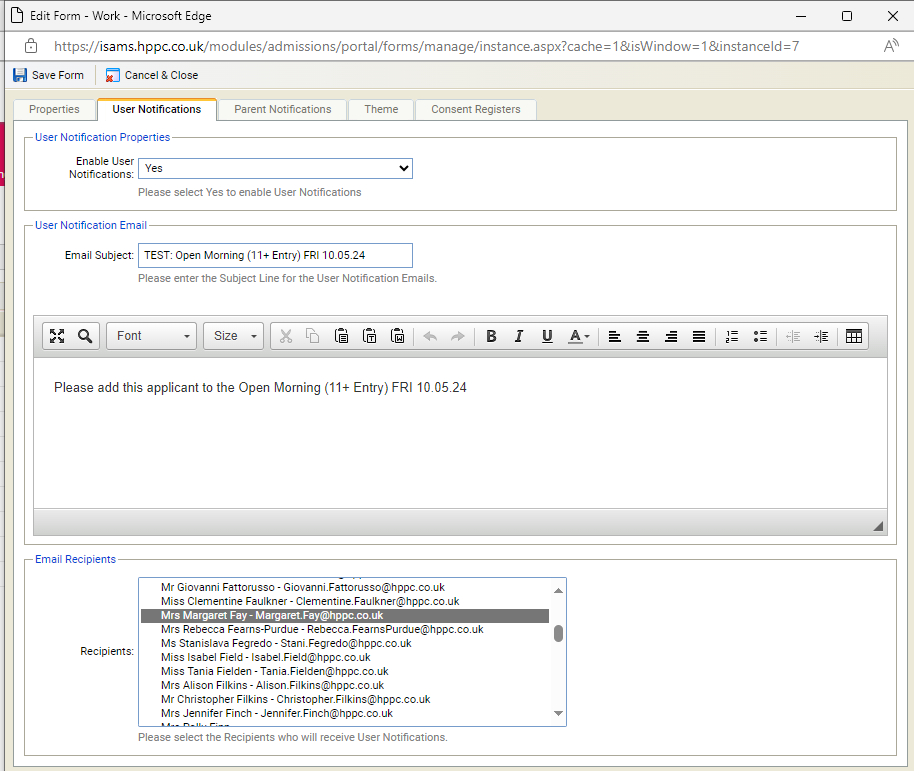 Edit Form - Work - Microsoft Edge
https://isams.hppc.co.uk/modules/admissions/portal/forms/manage/instance.aspx?cache=1&isWindow=1&instanceId=7
Save Form Cancel & Close
Properties User Notifications Parent Notifications Theme Consent Registers
User Notification Properties
Enable User
Notifications: Yes
Please select Yes to enable User Notifications
User Notification Email
Email Subject: TEST: Open Morning (11+ Entry) FRI 10.05.24
Please enter the Subject Line for the User Notification Emails.
Font Size B I U A
Please add this applicant to the Open Morning (11+ Entry) FRI 10.05.24
Email Recipients
Mr Giovanni Fattorusso - Giovanni.Fattorusso@hppc.co.uk
Miss Clementine Faulkner - Clementine.Faulkner@hppc.co.uk
Mrs Margaret Fay - Margaret.Fay@hppc.co.uk
Mrs Rebecca Fearns-Purdue - Rebecca.FearnsPurdue@hppc.co.uk
Ms Stanislava Fegredo - Stani.Fegredo@hppc.co.uk
Recipients: Miss Isabel Field - Isabel.Field@hppc.co.uk
Miss Tania Fielden - Tania.Fielden@hppc.co.uk
Mrs Alison Filkins - Alison.Filkins@hppc.co.uk
Mr Christopher Filkins - Christopher.Filkins@hppc.co.uk
Mrs Jennifer Finch - Jennifer.Finch@hppc.co.uk
Please select the Recipients who will receive User Notifications.